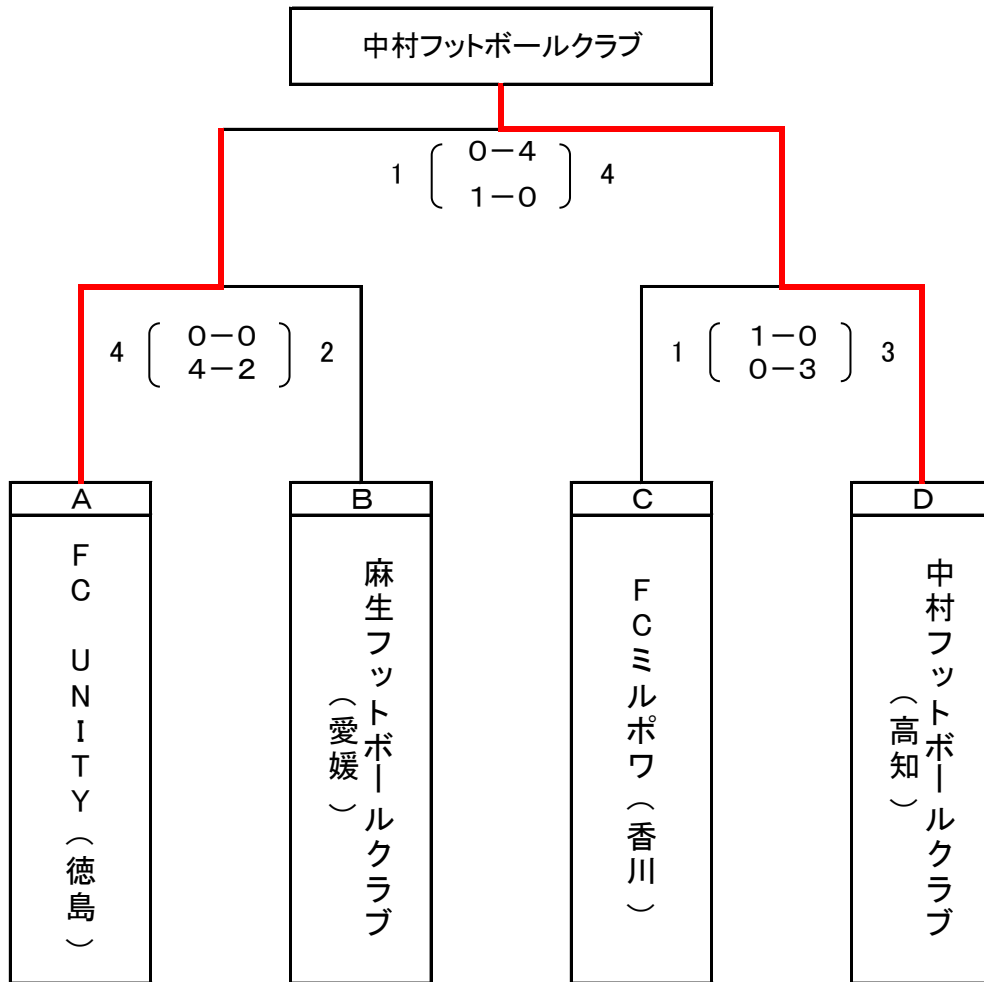 中村フットボールクラブ
0－4
1 4
1－0
0－0
4 2
4－2
1－0
1 3
0－3
A
B
C
D
FC UNITY（徳島）
麻生フットボールクラブ
（愛媛）
FCミルポワ（香川）
中村フットボールクラブ
（高知）